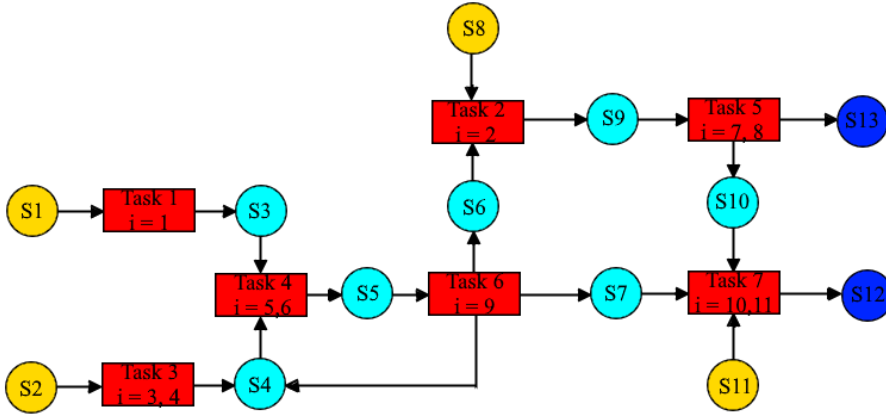 S8
Task 2
i = 2
S9
Task 5
i = 7, 8
S13
S1
Task 1
i = 1
S3
S6
S10
Task 4
i = 5,6
S5
Task 6
i = 9
S7
Task 7
i = 10,11
S12
S2
Task 3
i = 3, 4
S4
S11